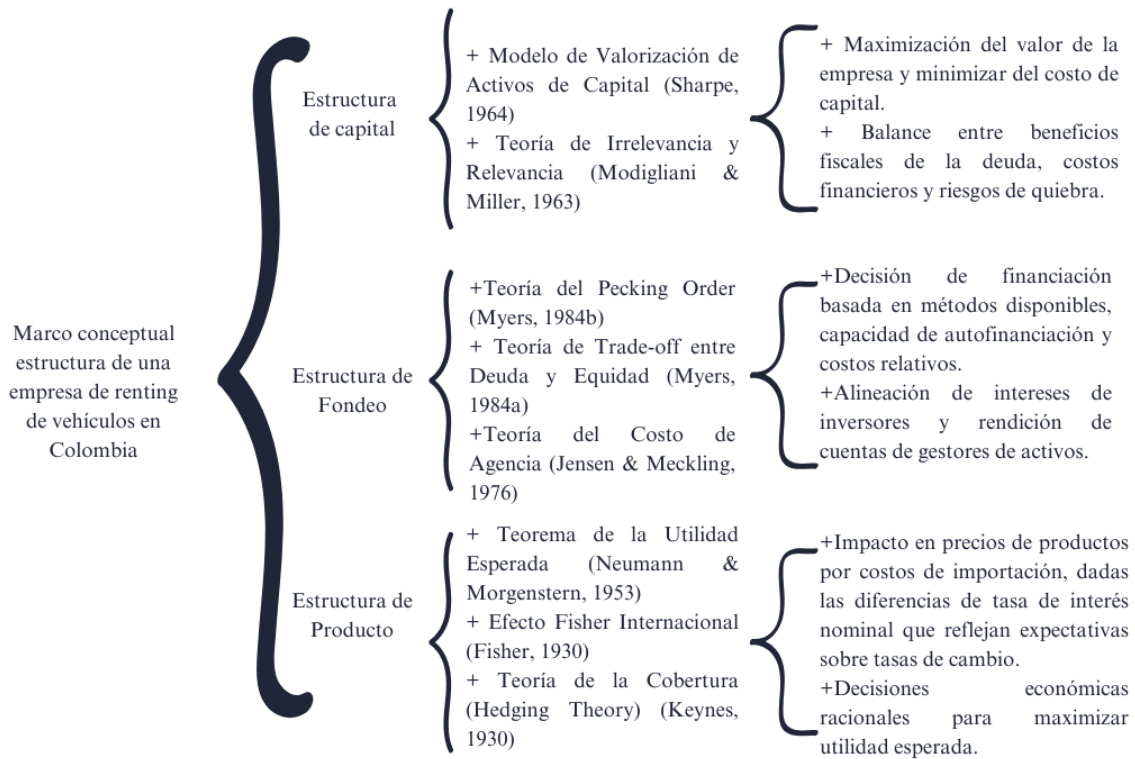 Marco conceptual
estructura de una
empresa de renting
de vehículos en
Colombia
Estructura
de capital
+ Modelo de Valorización de
Activos de Capital (Sharpe,
1964)
+ Teoría de Irrelevancia y
Relevancia (Modigliani &
Miller, 1963)
+ Maximización del valor de la
empresa y minimizar del costo de
capital.
+ Balance entre beneficios
fiscales de la deuda, costos
financieros y riesgos de quiebra.
Estructura de
Fondeo
+Teoría del Pecking Order
(Myers, 1984b)
+ Teoría de Trade-off entre
Deuda y Equidad (Myers,
1984a)
+Teoría del Costo de
Agencia (Jensen & Meckling,
1976)
+Decisión de financiación
basada en métodos disponibles,
capacidad de autofinanciación y
costos relativos.
+Alineación de intereses de
inversores y rendición de
cuentas de gestores de activos.
Estructura de
Producto
+ Teorema de la Utilidad
Esperada (Neumann &
Morgenstern, 1953)
+ Efecto Fisher Internacional
(Fisher, 1930)
+ Teoría de la Cobertura
(Hedging Theory) (Keynes,
1930)
+Impacto en precios de productos
por costos de importación, dadas
las diferencias de tasa de interés
nominal que reflejan expectativas
sobre tasas de cambio.
+Decisiones económicas
racionales para maximizar
utilidad esperada.